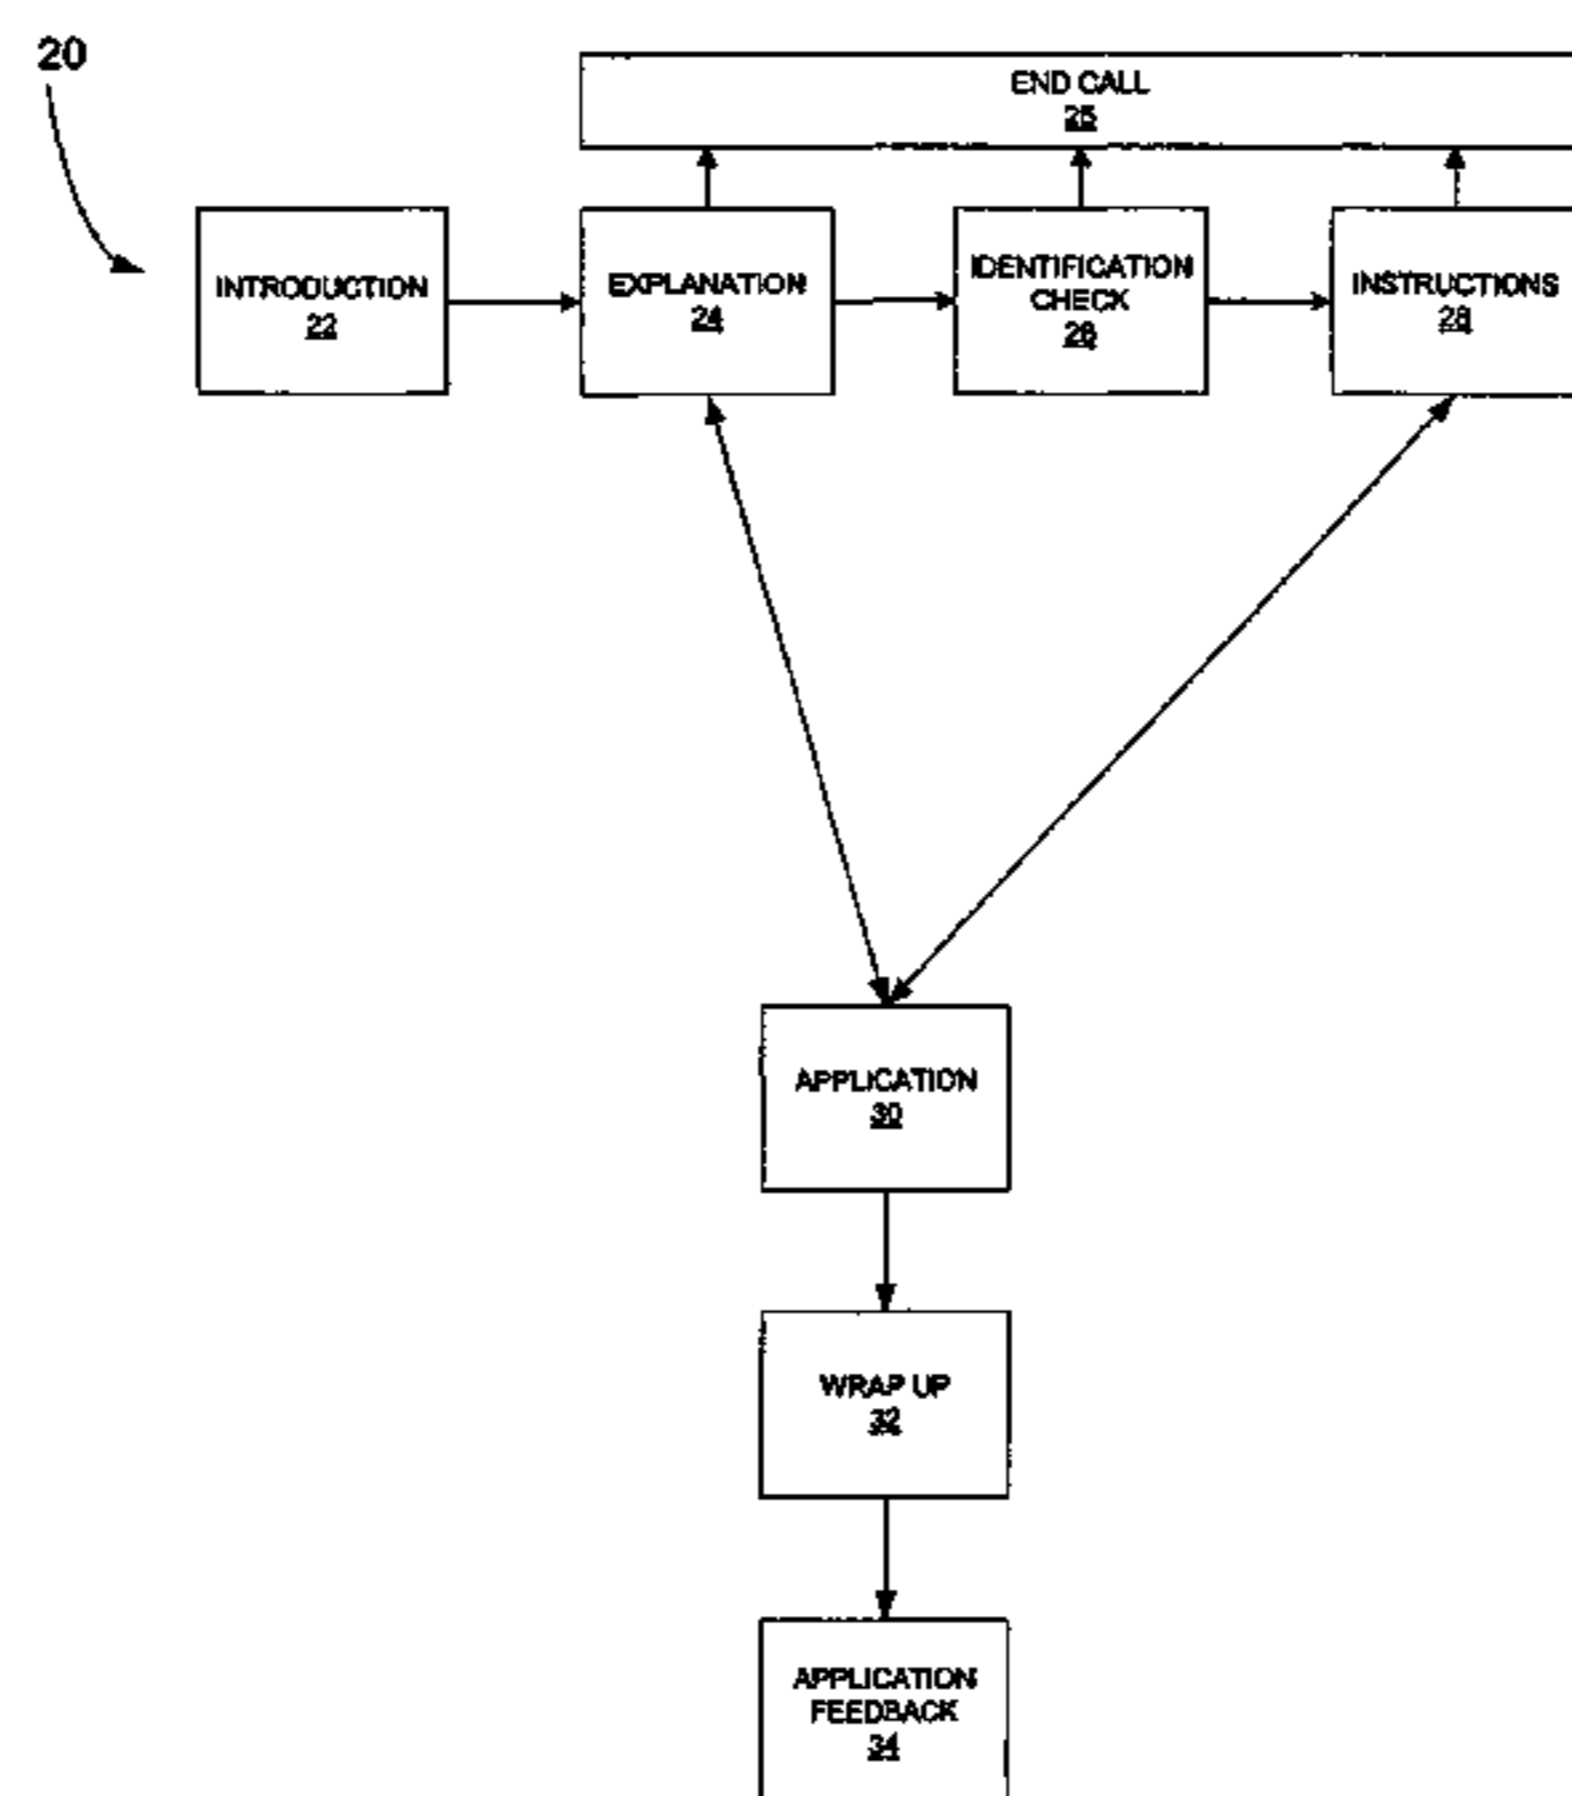 20
END CALL
25
INTRODUCTION
22
EXPLANATION
24
IDENTIFICATION
CHECK
26
INSTRUCTIONS
28
APPLICATION
30
WRAP UP
32
APPLICATION
FEEDBACK
34